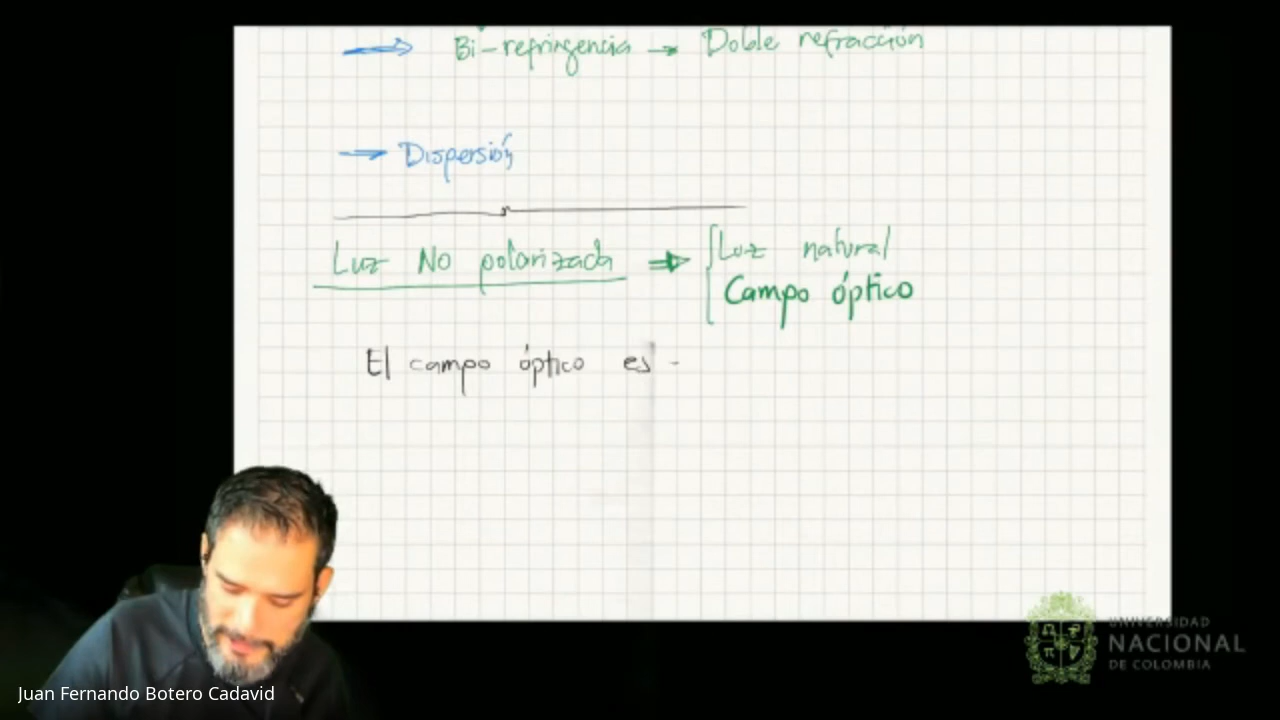 ⇒ Bi-refringencia → Doble refracción
→ Dispersión
Luz No polarizada ⇒ { Luz natural
Campo óptico
El campo óptico es -
UNIVERSIDAD
NACIONAL
DE COLOMBIA
Juan Fernando Botero Cadavid